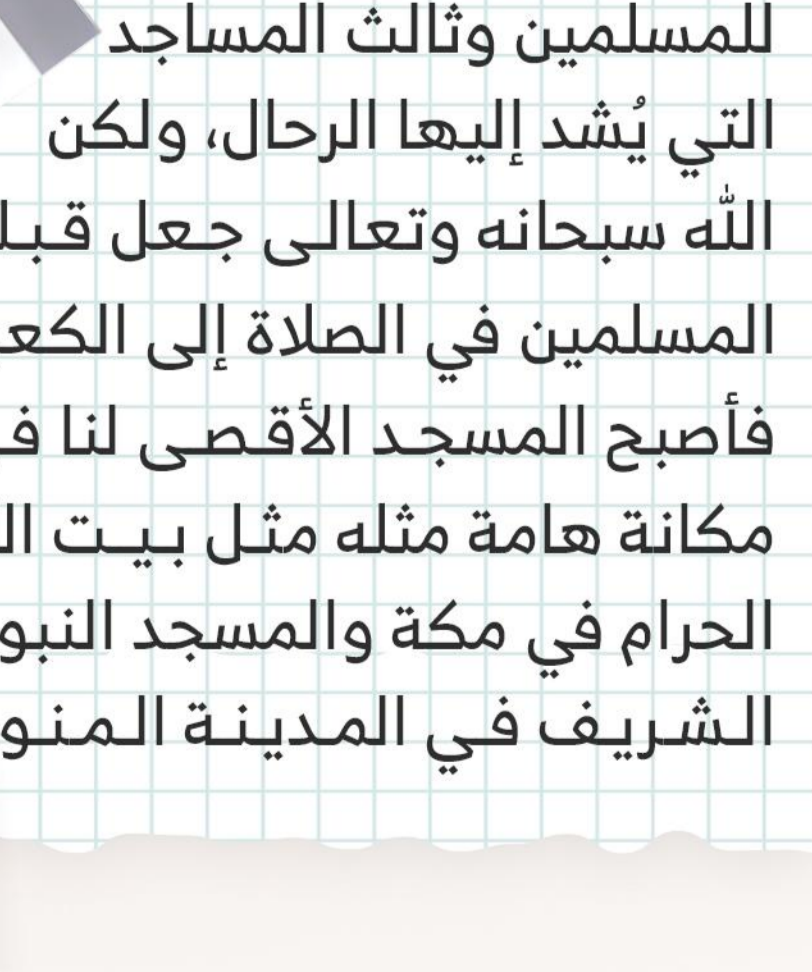 للمسلمين وثالث المساجد
التي يُشد إليها الرحال، ولكن
الله سبحانه وتعالى جعل
المسلمين في الصلاة إلى
فأصبح المسجد الأقصى لنا
مكانة هامة مثله مثل بيت
الحرام في مكة والمسجد
الشريف في المدينة